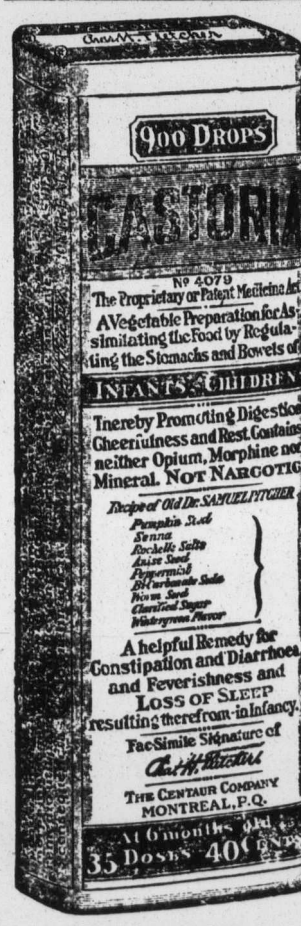 Chas. H. Fletcher
900 DROPS
CASTORIA
No 4079
The Proprietary or Patent Medicine Act
A Vegetable Preparation for As-
similating the Food by Regula-
ting the Stomachs and Bowels of
INFANTS & CHILDREN
Thereby Promoting Digestion
Cheerfulness and Rest. Contains
neither Opium, Morphine nor
Mineral. NOT NARCOTIC
Recipe of Old Dr. SAMUEL PITCHER
Pumpkin Seed
Senna
Rochelle Salts
Anise Seed
Peppermint
Bi-Carbonate Soda
Worm Seed
Clarified Sugar
Wintergreen Flavor
A helpful Remedy for
Constipation and Diarrhoea
and Feverishness and
LOSS OF SLEEP
resulting therefrom-in Infancy.
Fac-Simile Signature of
Chas. H. Fletcher
THE CENTAUR COMPANY
MONTREAL, P.Q.
At 6 months old
35 DOSES 40 CENTS